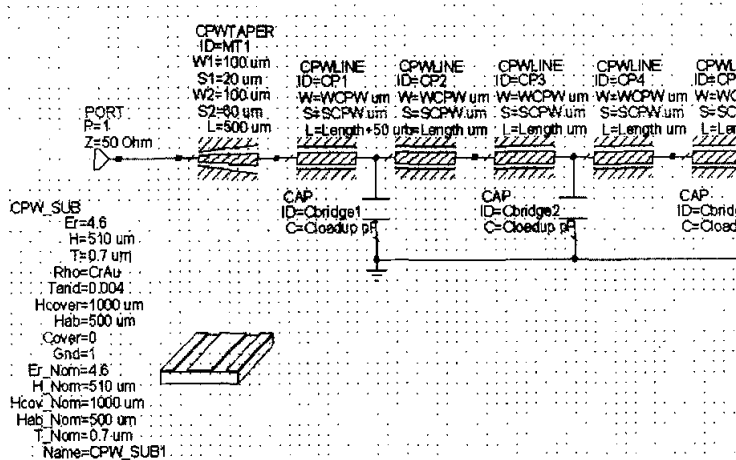 CPWTAPER
ID=MT1
W1=100 um
S1=20 um
W2=100 um
S2=60 um
L=500 um
CPWLINE
ID=CP1
W=WCPW um
S=SCPW um
L=Length+50 um
CPWLINE
ID=CP2
W=WCPW um
S=SCPW um
L=Length um
CPWLINE
ID=CP3
W=WCPW um
S=SCPW um
L=Length um
CPWLINE
ID=CP4
W=WCPW um
S=SCPW um
L=Length um
PORT
P=1
Z=50 Ohm
CAP
ID=Cbridge1
C=Cloedup pF
CAP
ID=Cbridge2
C=Cloedup pF
CAP
CPW_SUB
Er=4.6
H=510 um
T=0.7 um
Rho=CrAu
Tand=0.004
Hcover=1000 um
Hab=500 um
Cover=0
Gnd=1
Er_Nom=4.6
H_Nom=510 um
Hcov_Nom=1000 um
Hab_Nom=500 um
T_Nom=0.7 um
Name=CPW_SUB1